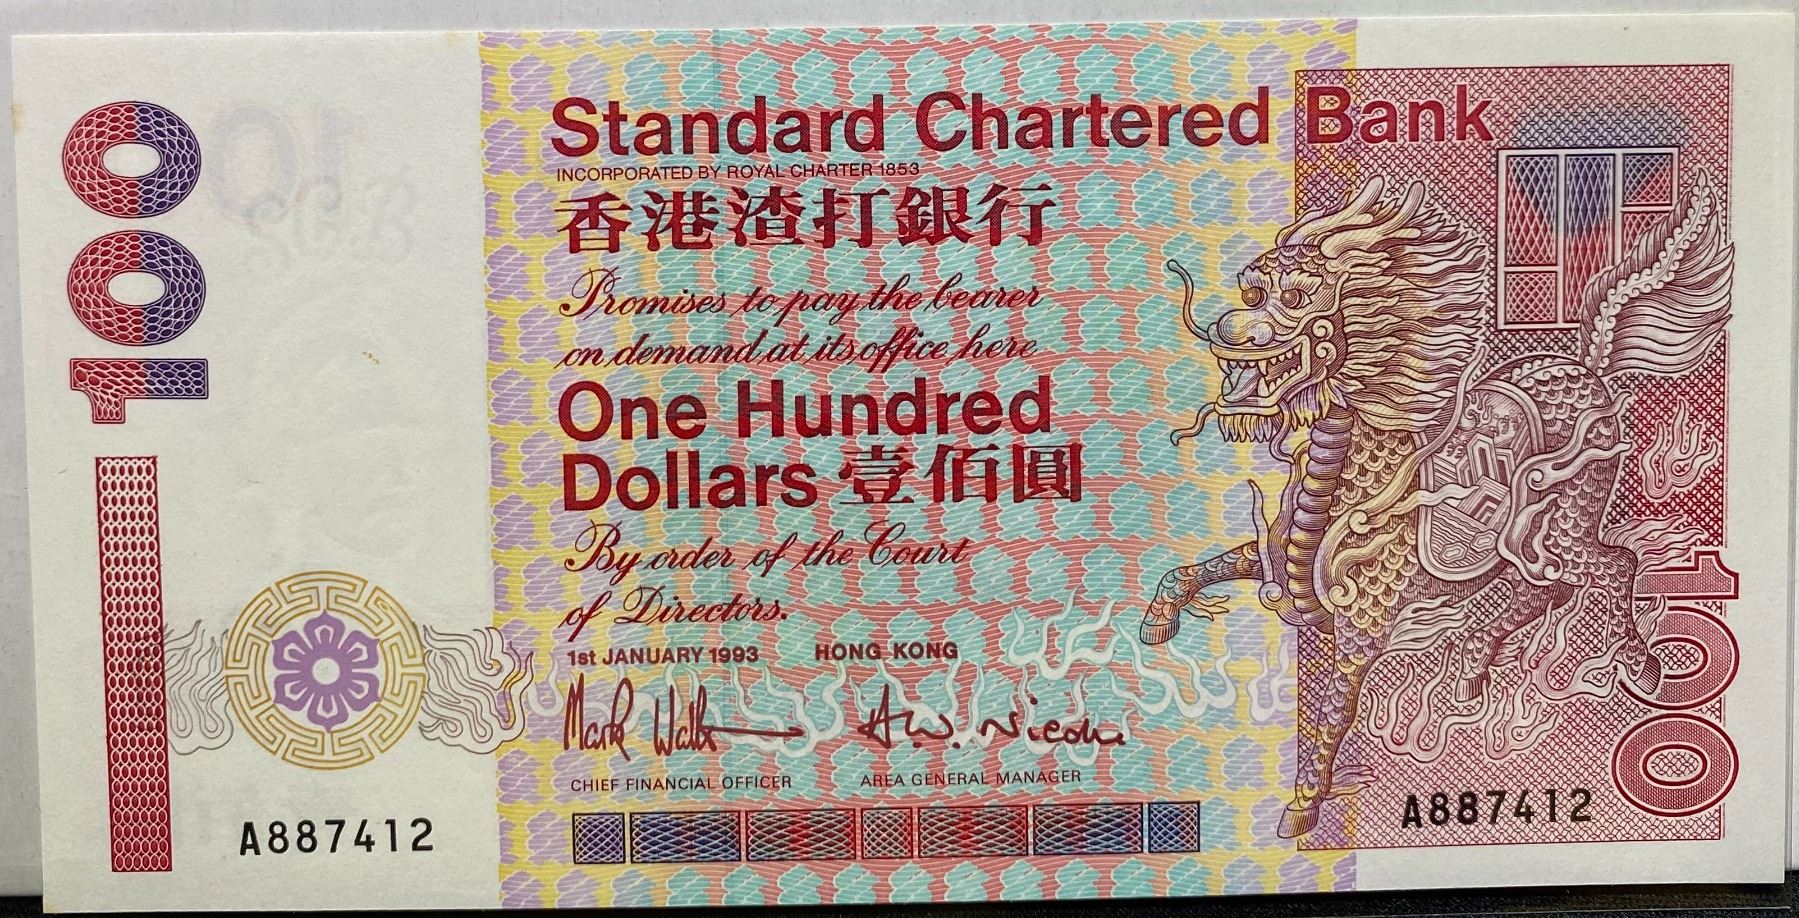 100
Standard Chartered Bank
INCORPORATED BY ROYAL CHARTER 1853
香港渣打銀行
Promises to pay the bearer
on demand at its office here
One Hundred
Dollars 壹佰圓
By order of the Court
of Directors.
1st JANUARY 1993 HONG KONG
CHIEF FINANCIAL OFFICER AREA GENERAL MANAGER
A887412
A887412
100